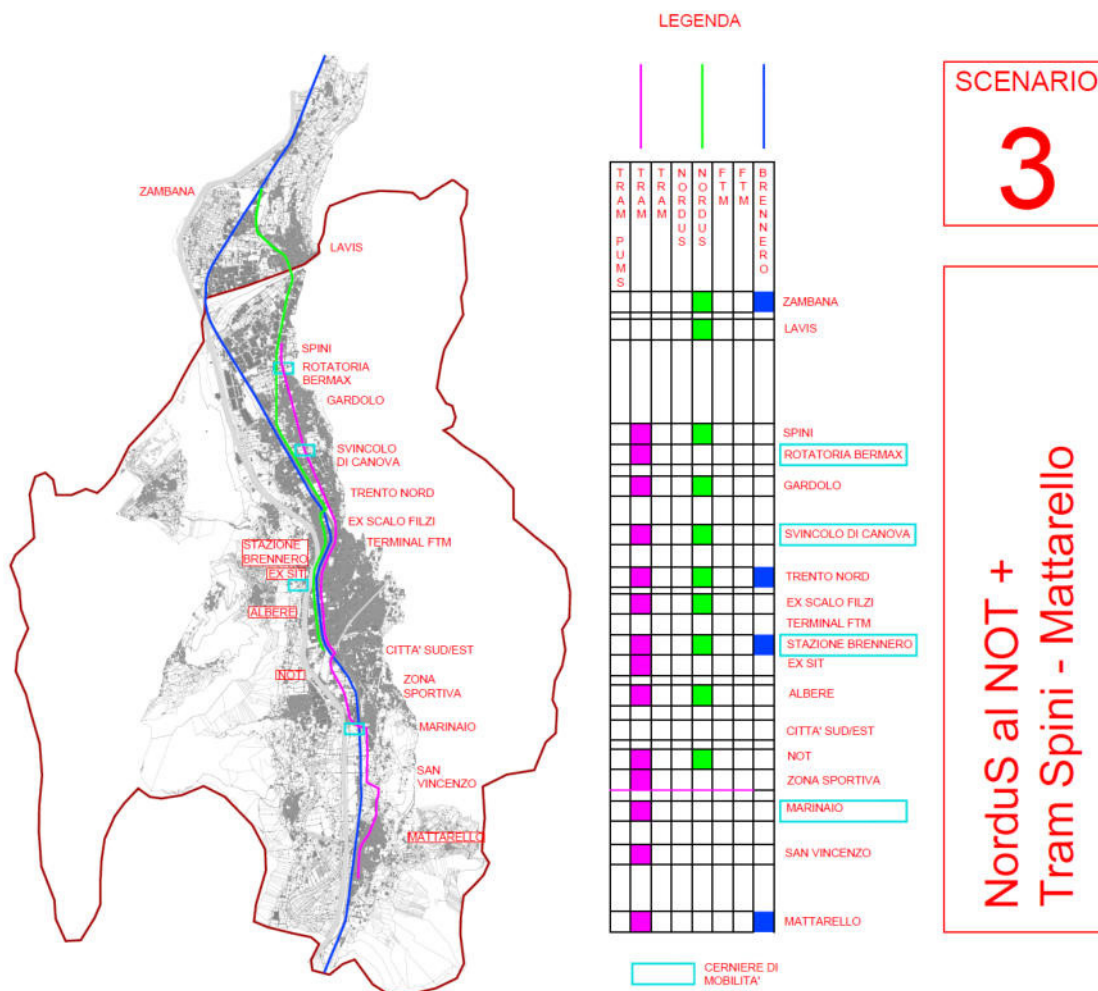 LEGENDA
ZAMBANA
LAVIS
SPINI
ROTATORIA
BERMAX
GARDOLO
SVINCOLO
DI CANOVA
TRENTO NORD
EX SCALO FILZI
TERMINAL FTM
STAZIONE
BRENNERO
EX SIT
ALBERE
CITTA' SUD/EST
NOT
ZONA
SPORTIVA
MARINAIO
SAN
VINCENZO
MATTARELLO
TRAM PUMS
TRAM
TRAM
NORDUS
NORDUS
FTM
FTM
BRENNERO
ZAMBANA
LAVIS
SPINI
ROTATORIA BERMAX
GARDOLO
SVINCOLO DI CANOVA
TRENTO NORD
EX SCALO FILZI
TERMINAL FTM
STAZIONE BRENNERO
EX SIT
ALBERE
CITTA' SUD/EST
NOT
ZONA SPORTIVA
MARINAIO
SAN VINCENZO
MATTARELLO
CERNIERE DI
MOBILITA'
SCENARIO
3
NorduS al NOT +
Tram Spini - Mattarello